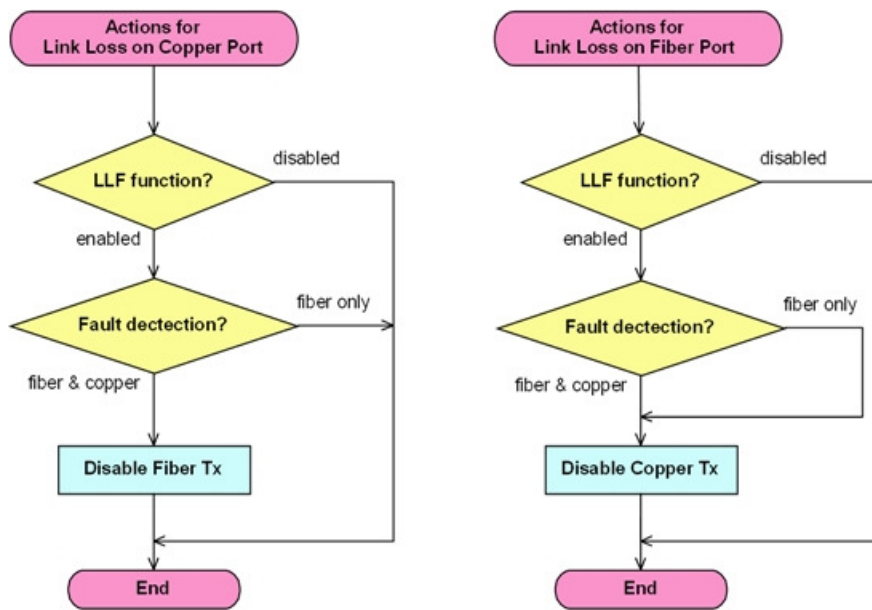 Actions for
Link Loss on Copper Port
LLF function?
disabled
enabled
Fault dectection?
fiber only
fiber & copper
Disable Fiber Tx
End
Actions for
Link Loss on Fiber Port
LLF function?
disabled
enabled
Fault dectection?
fiber only
fiber & copper
Disable Copper Tx
End